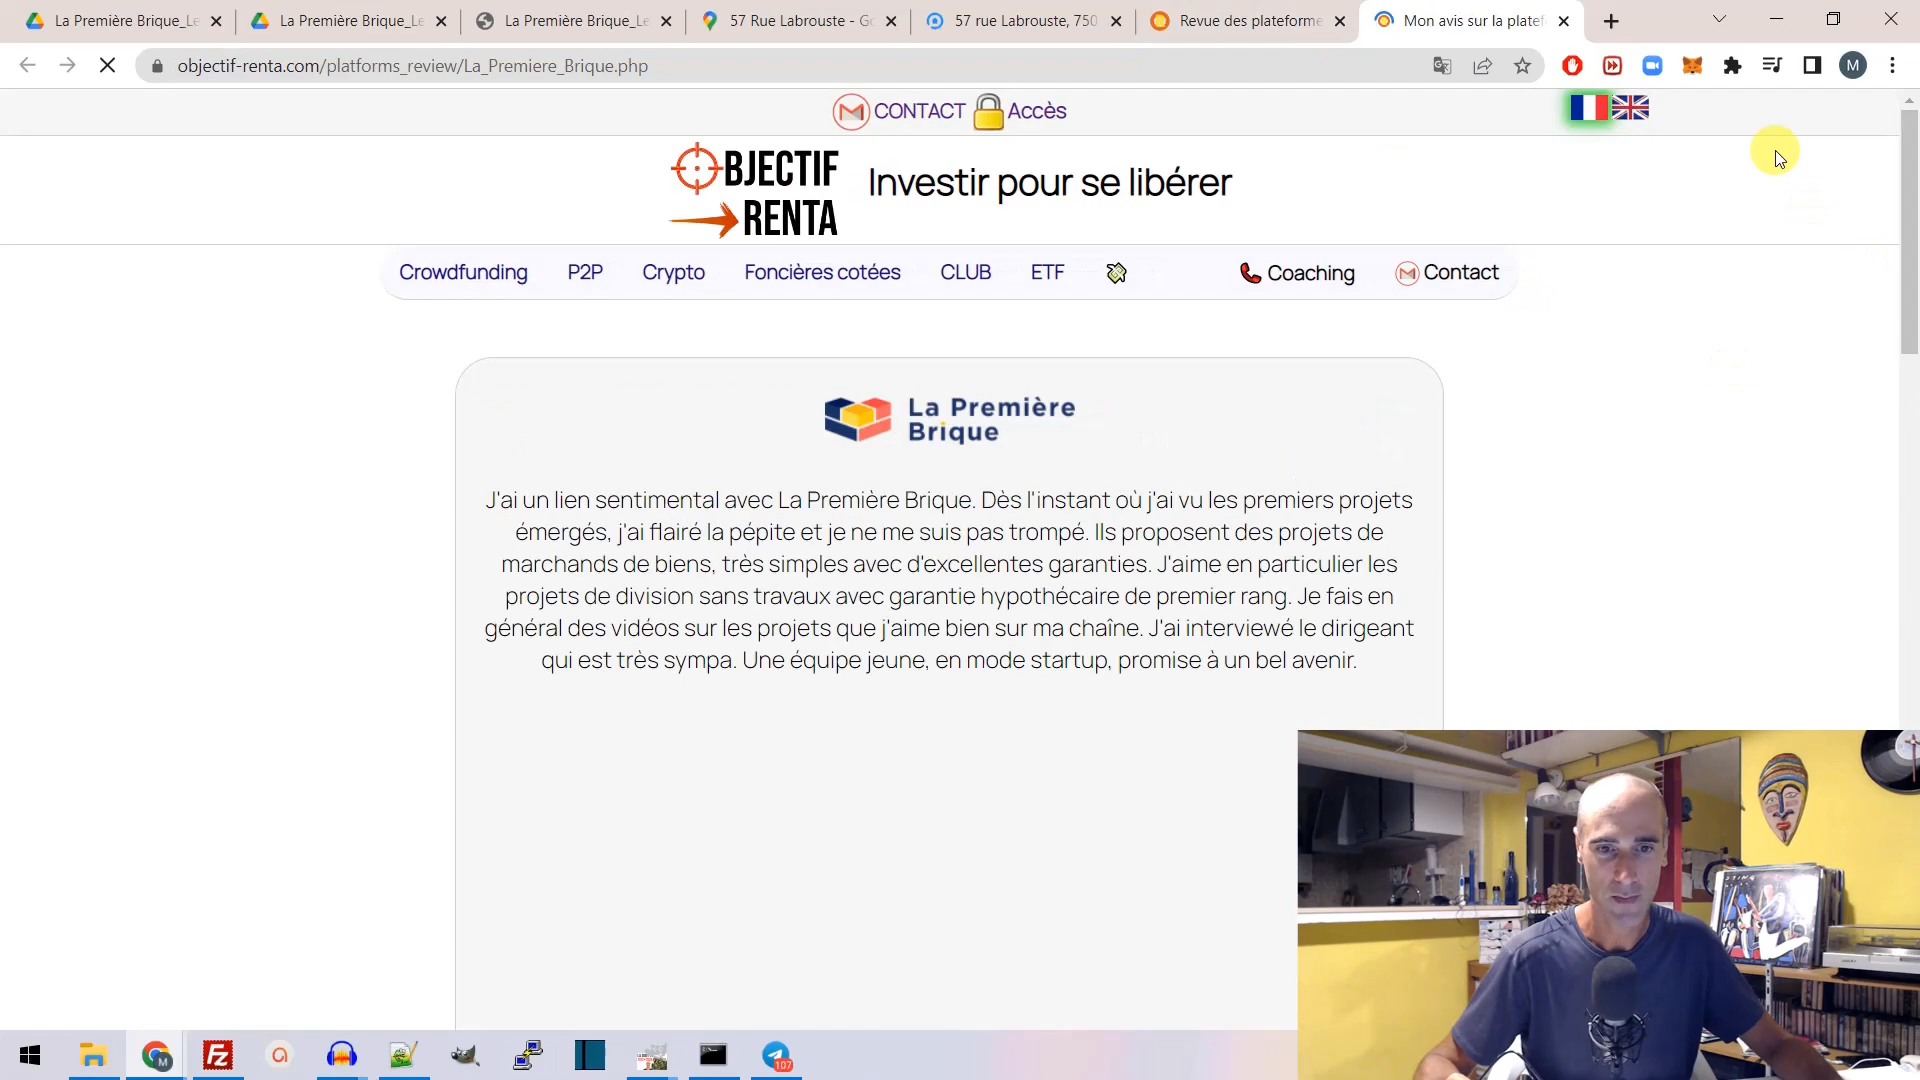 La Première Brique_Le
La Première Brique_Le
La Première Brique_Le
57 Rue Labrouste - Go
57 rue Labrouste, 750
Revue des plateforme
Mon avis sur la platef
objectif-renta.com/platforms_review/La_Premiere_Brique.php
M
CONTACT Accès
OBJECTIF
RENTA
Investir pour se libérer
Crowdfunding P2P Crypto Foncières cotées CLUB ETF Coaching Contact
La Première
Brique
J'ai un lien sentimental avec La Première Brique. Dès l'instant où j'ai vu les premiers projets
émergés, j'ai flairé la pépite et je ne me suis pas trompé. Ils proposent des projets de
marchands de biens, très simples avec d'excellentes garanties. J'aime en particulier les
projets de division sans travaux avec garantie hypothécaire de premier rang. Je fais en
général des vidéos sur les projets que j'aime bien sur ma chaîne. J'ai interviewé le dirigeant
qui est très sympa. Une équipe jeune, en mode startup, promise à un bel avenir.
STING
M
FZ
a
107